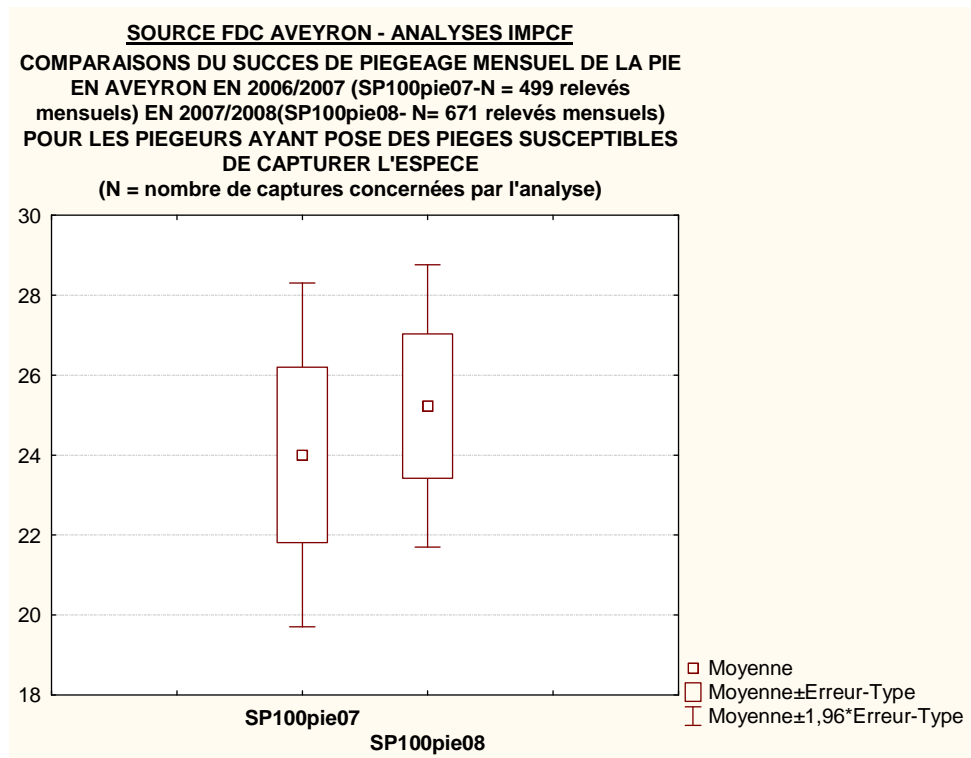 SOURCE FDC AVEYRON - ANALYSES IMPCF
COMPARAISONS DU SUCCES DE PIEGEAGE MENSUEL DE LA PIE
EN AVEYRON EN 2006/2007 (SP100pie07-N = 499 relevés
mensuels) EN 2007/2008(SP100pie08- N= 671 relevés mensuels)
POUR LES PIEGEURS AYANT POSE DES PIEGES SUSCEPTIBLES
DE CAPTURER L'ESPECE
(N = nombre de captures concernées par l'analyse)
30
28
26
24
22
20
18
SP100pie07
SP100pie08
Moyenne
Moyenne±Erreur-Type
Moyenne±1,96*Erreur-Type